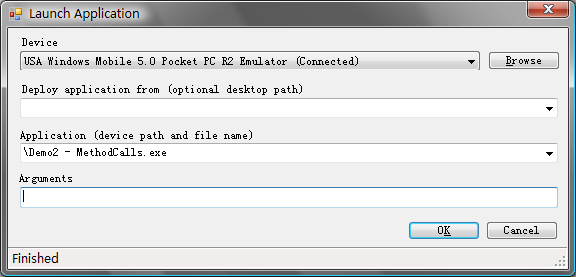 Launch Application
Device
USA Windows Mobile 5.0 Pocket PC R2 Emulator (Connected)
Browse
Deploy application from (optional desktop path)
Application (device path and file name)
\Demo2 - MethodCalls.exe
Arguments
OK
Cancel
Finished